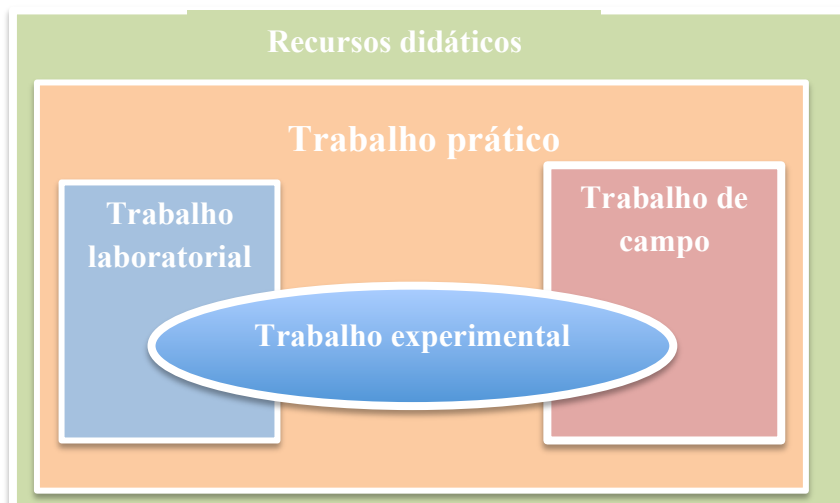 Recursos didáticos
Trabalho prático
Trabalho
laboratorial
Trabalho de
campo
Trabalho experimental